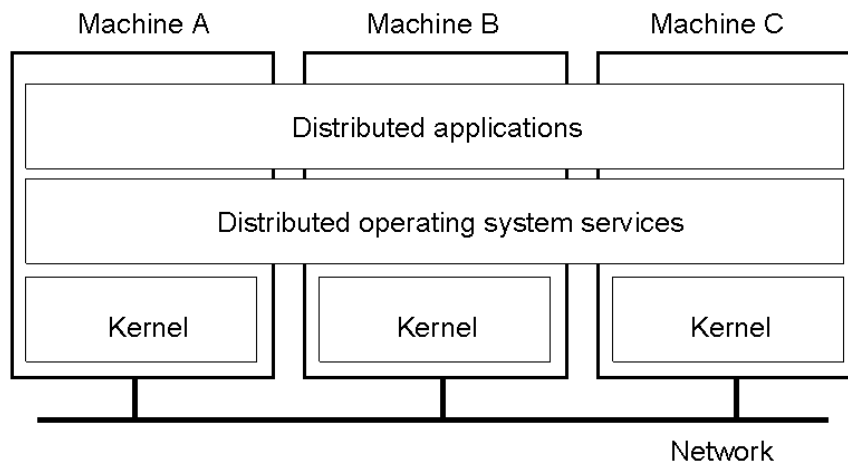 Machine A
Machine B
Machine C
Distributed applications
Distributed operating system services
Kernel
Kernel
Kernel
Network